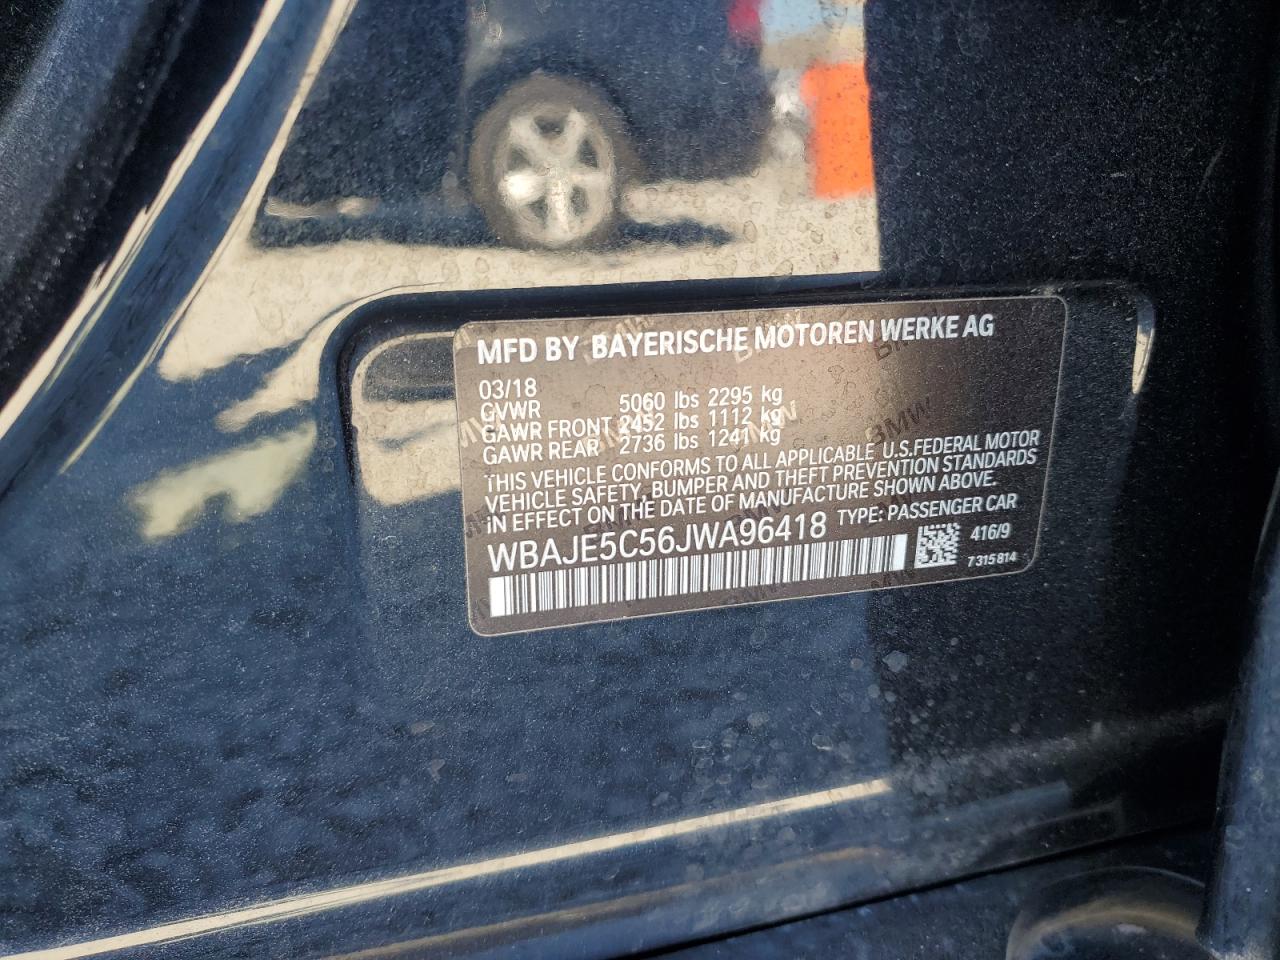 MFD BY BAYERISCHE MOTOREN WERKE AG
03/18
GVWR 5060 lbs 2295 kg
GAWR FRONT 2452 lbs 1112 kg
GAWR REAR 2736 lbs 1241 kg
THIS VEHICLE CONFORMS TO ALL APPLICABLE U.S.FEDERAL MOTOR
VEHICLE SAFETY, BUMPER AND THEFT PREVENTION STANDARDS
IN EFFECT ON THE DATE OF MANUFACTURE SHOWN ABOVE.
WBAJE5C56JWA96418 TYPE: PASSENGER CAR
416/9
7 315 814